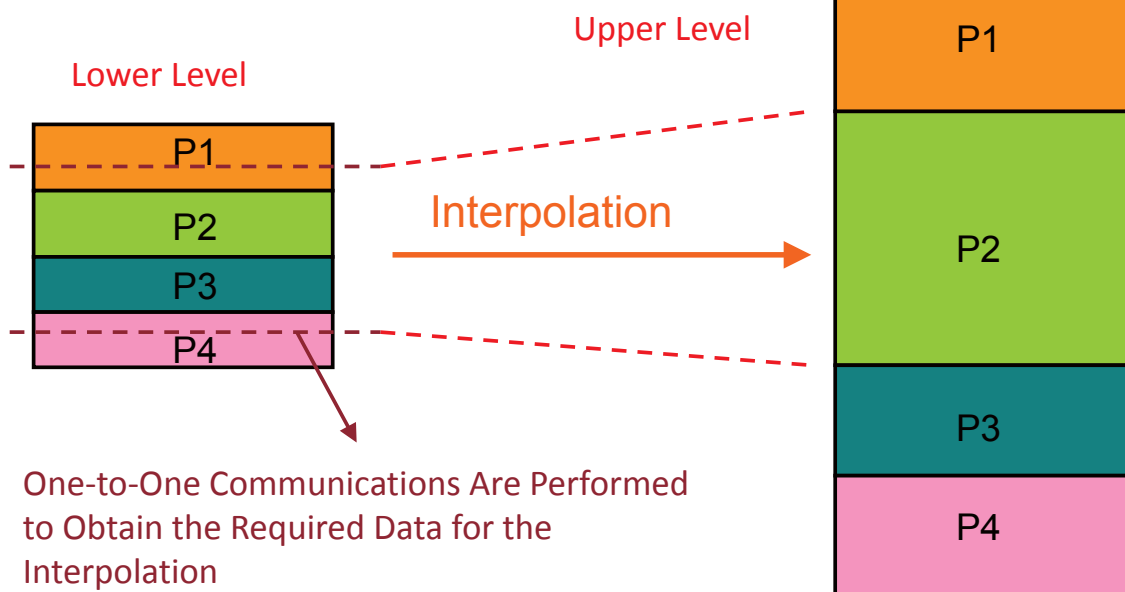 Upper Level
Lower Level
P1
P2
P3
P4
Interpolation
P1
P2
P3
P4
One-to-One Communications Are Performed
to Obtain the Required Data for the
Interpolation